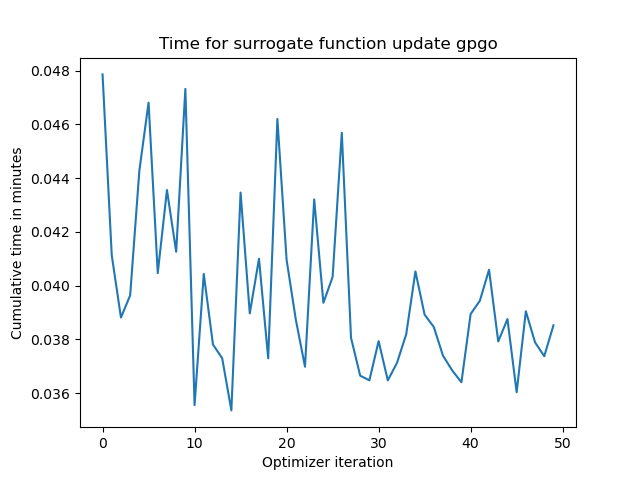 Time for surrogate function update gpgo
0.048
0.046
0.044
0.042
0.040
0.038
0.036
Cumulative time in minutes
0 10 20 30 40 50
Optimizer iteration